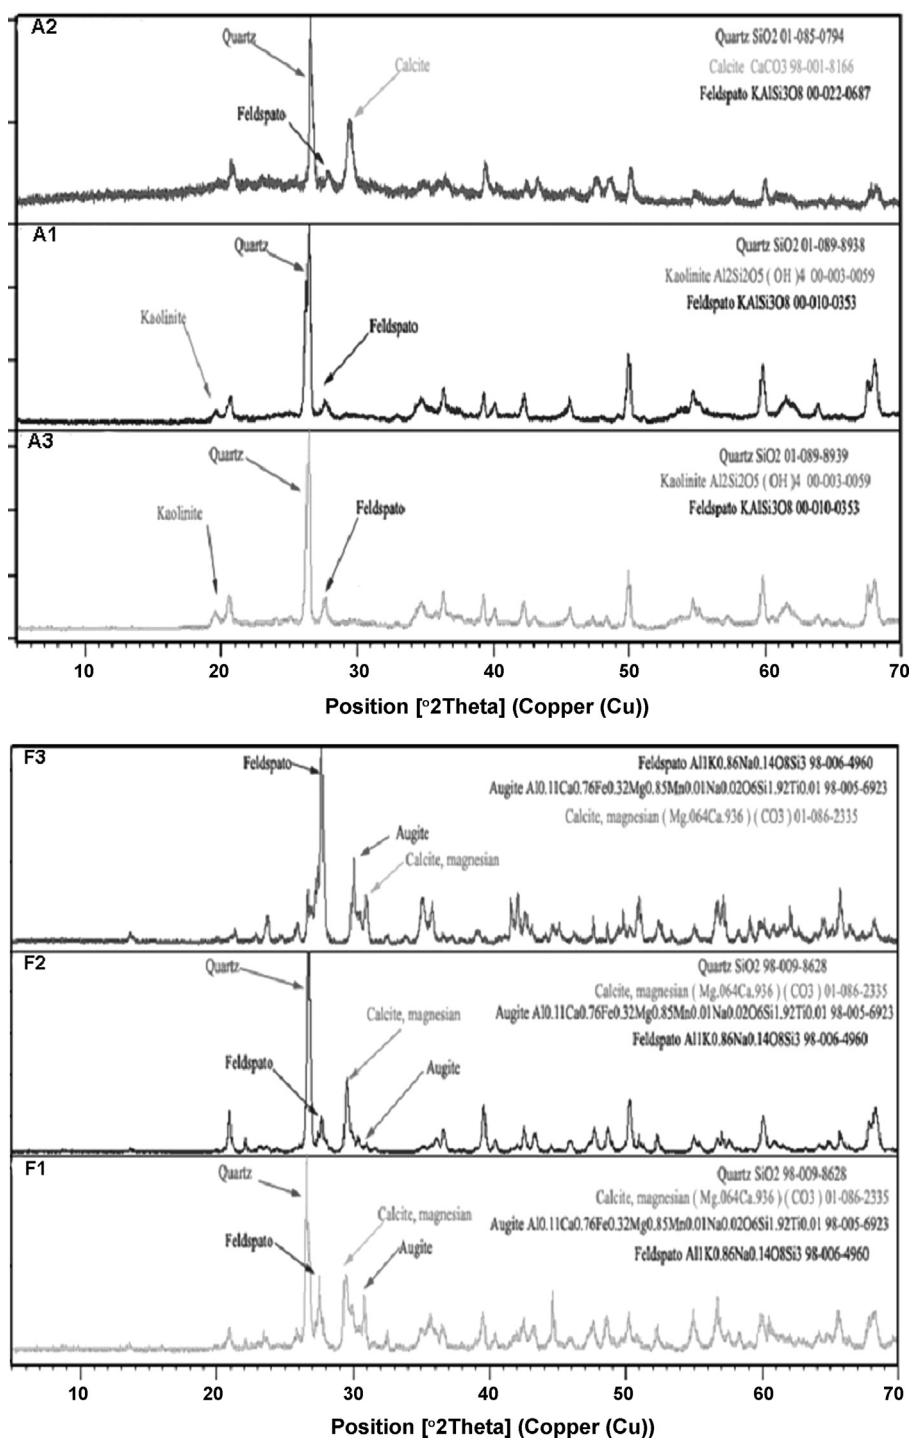 A2
Quartz
Calcite
Feldspato
Quartz SiO2 01-085-0794
Calcite CaCO3 98-001-8166
Feldspato KAlSi3O8 00-022-0687
A1
Quartz
Kaolinite
Feldspato
Quartz SiO2 01-089-8938
Kaolinite Al2Si2O5 ( OH )4 00-003-0059
Feldspato KAlSi3O8 00-010-0353
A3
Quartz
Kaolinite
Feldspato
Quartz SiO2 01-089-8939
Kaolinite Al2Si2O5 ( OH )4 00-003-0059
Feldspato KAlSi3O8 00-010-0353
10 20 30 40 50 60 70
Position [°2Theta] (Copper (Cu))
F3
Feldspato
Augite
Calcite, magnesian
Feldspato Al1K0.86Na0.14O8Si3 98-006-4960
Augite Al0.11Ca0.76Fe0.32Mg0.85Mn0.01Na0.02O6Si1.92Ti0.01 98-005-6923
Calcite, magnesian ( Mg.064Ca.936 ) ( CO3 ) 01-086-2335
F2
Quartz
Calcite, magnesian
Feldspato
Augite
Quartz SiO2 98-009-8628
Calcite, magnesian ( Mg.064Ca.936 ) ( CO3 ) 01-086-2335
Augite Al0.11Ca0.76Fe0.32Mg0.85Mn0.01Na0.02O6Si1.92Ti0.01 98-005-6923
Feldspato Al1K0.86Na0.14O8Si3 98-006-4960
F1
Quartz
Calcite, magnesian
Feldspato
Augite
Quartz SiO2 98-009-8628
Calcite, magnesian ( Mg.064Ca.936 ) ( CO3 ) 01-086-2335
Augite Al0.11Ca0.76Fe0.32Mg0.85Mn0.01Na0.02O6Si1.92Ti0.01 98-005-6923
Feldspato Al1K0.86Na0.14O8Si3 98-006-4960
10 20 30 40 50 60 70
Position [°2Theta] (Copper (Cu))